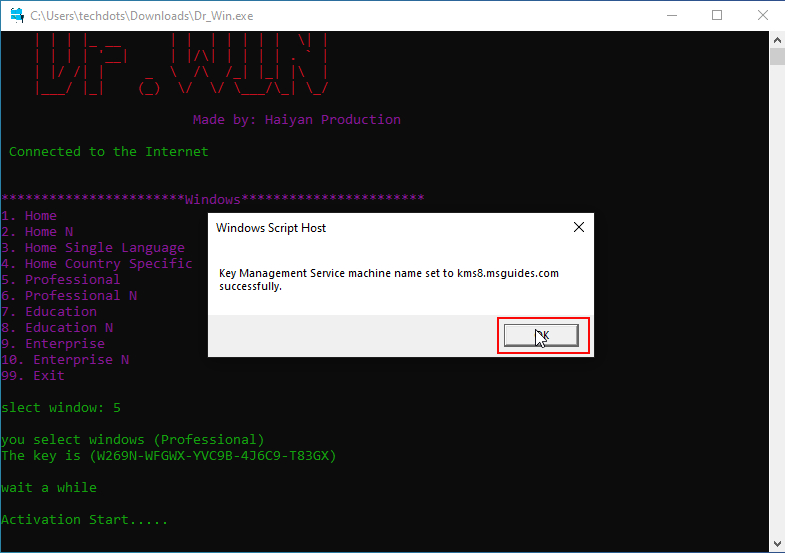 C:\Users\techdots\Downloads\Dr_Win.exe
Dr.WiN
Made by: Haiyan Production
Connected to the Internet
************************Windows************************
1. Home
2. Home N
3. Home Single Language
4. Home Country Specific
5. Professional
6. Professional N
7. Education
8. Education N
9. Enterprise
10. Enterprise N
99. Exit
slect window: 5
you select windows (Professional)
The key is (W269N-WFGWX-YVC9B-4J6C9-T83GX)
wait a while
Activation Start.....
Windows Script Host
Key Management Service machine name set to kms8.msguides.com
successfully.
OK